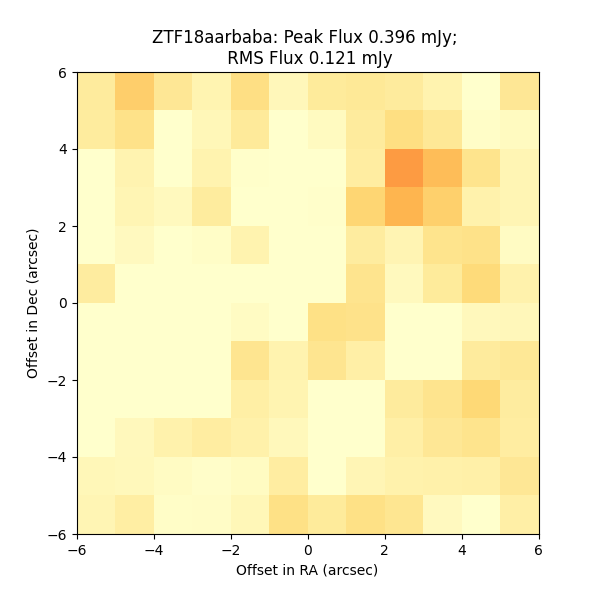 ZTF18aarbaba: Peak Flux 0.396 mJy;
RMS Flux 0.121 mJy
6
4
2
0
−2
−4
−6
Offset in Dec (arcsec)
−6 −4 −2 0 2 4 6
Offset in RA (arcsec)